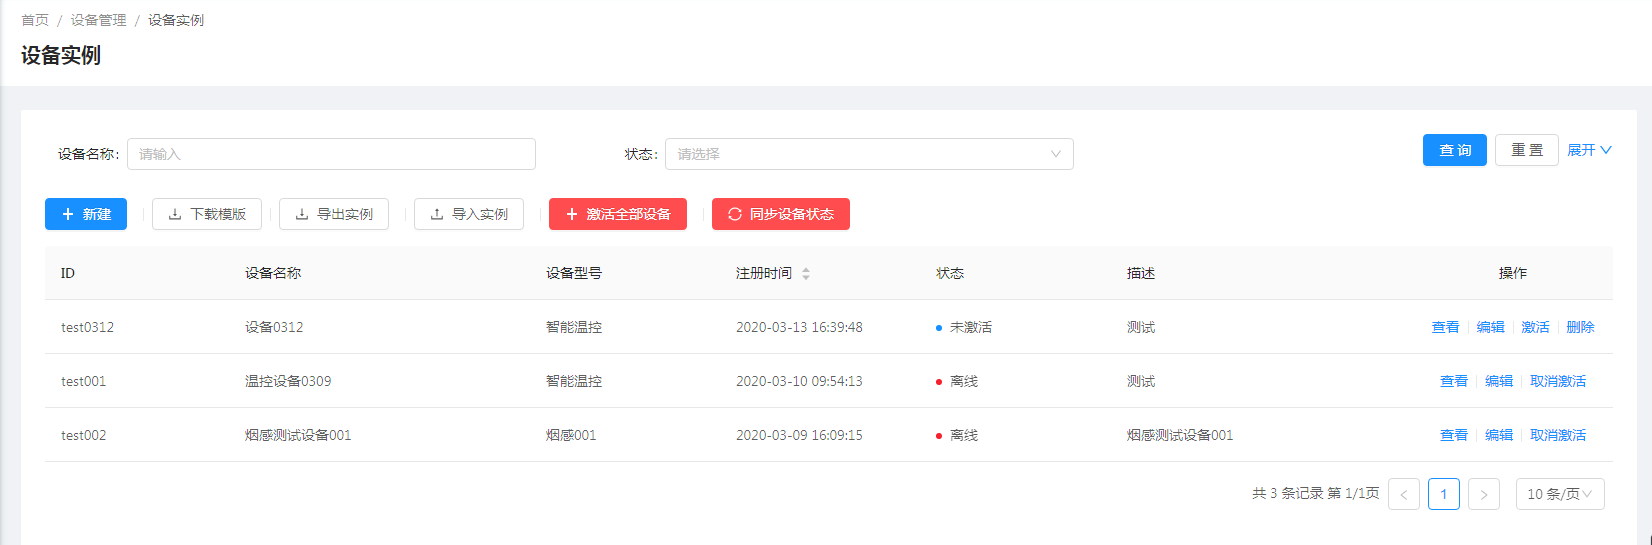 首页 / 设备管理 / 设备实例
设备实例
设备名称: 请输入 状态: 请选择 查 询 重 置 展开
新建 下载模版 导出实例 导入实例 激活全部设备 同步设备状态
ID 设备名称 设备型号 注册时间 状态 描述 操作
test0312 设备0312 智能温控 2020-03-13 16:39:48 未激活 测试 查看 编辑 激活 删除
test001 温控设备0309 智能温控 2020-03-10 09:54:13 离线 测试 查看 编辑 取消激活
test002 烟感测试设备001 烟感001 2020-03-09 16:09:15 离线 烟感测试设备001 查看 编辑 取消激活
共 3 条记录 第 1/1页 < 1 > 10 条/页